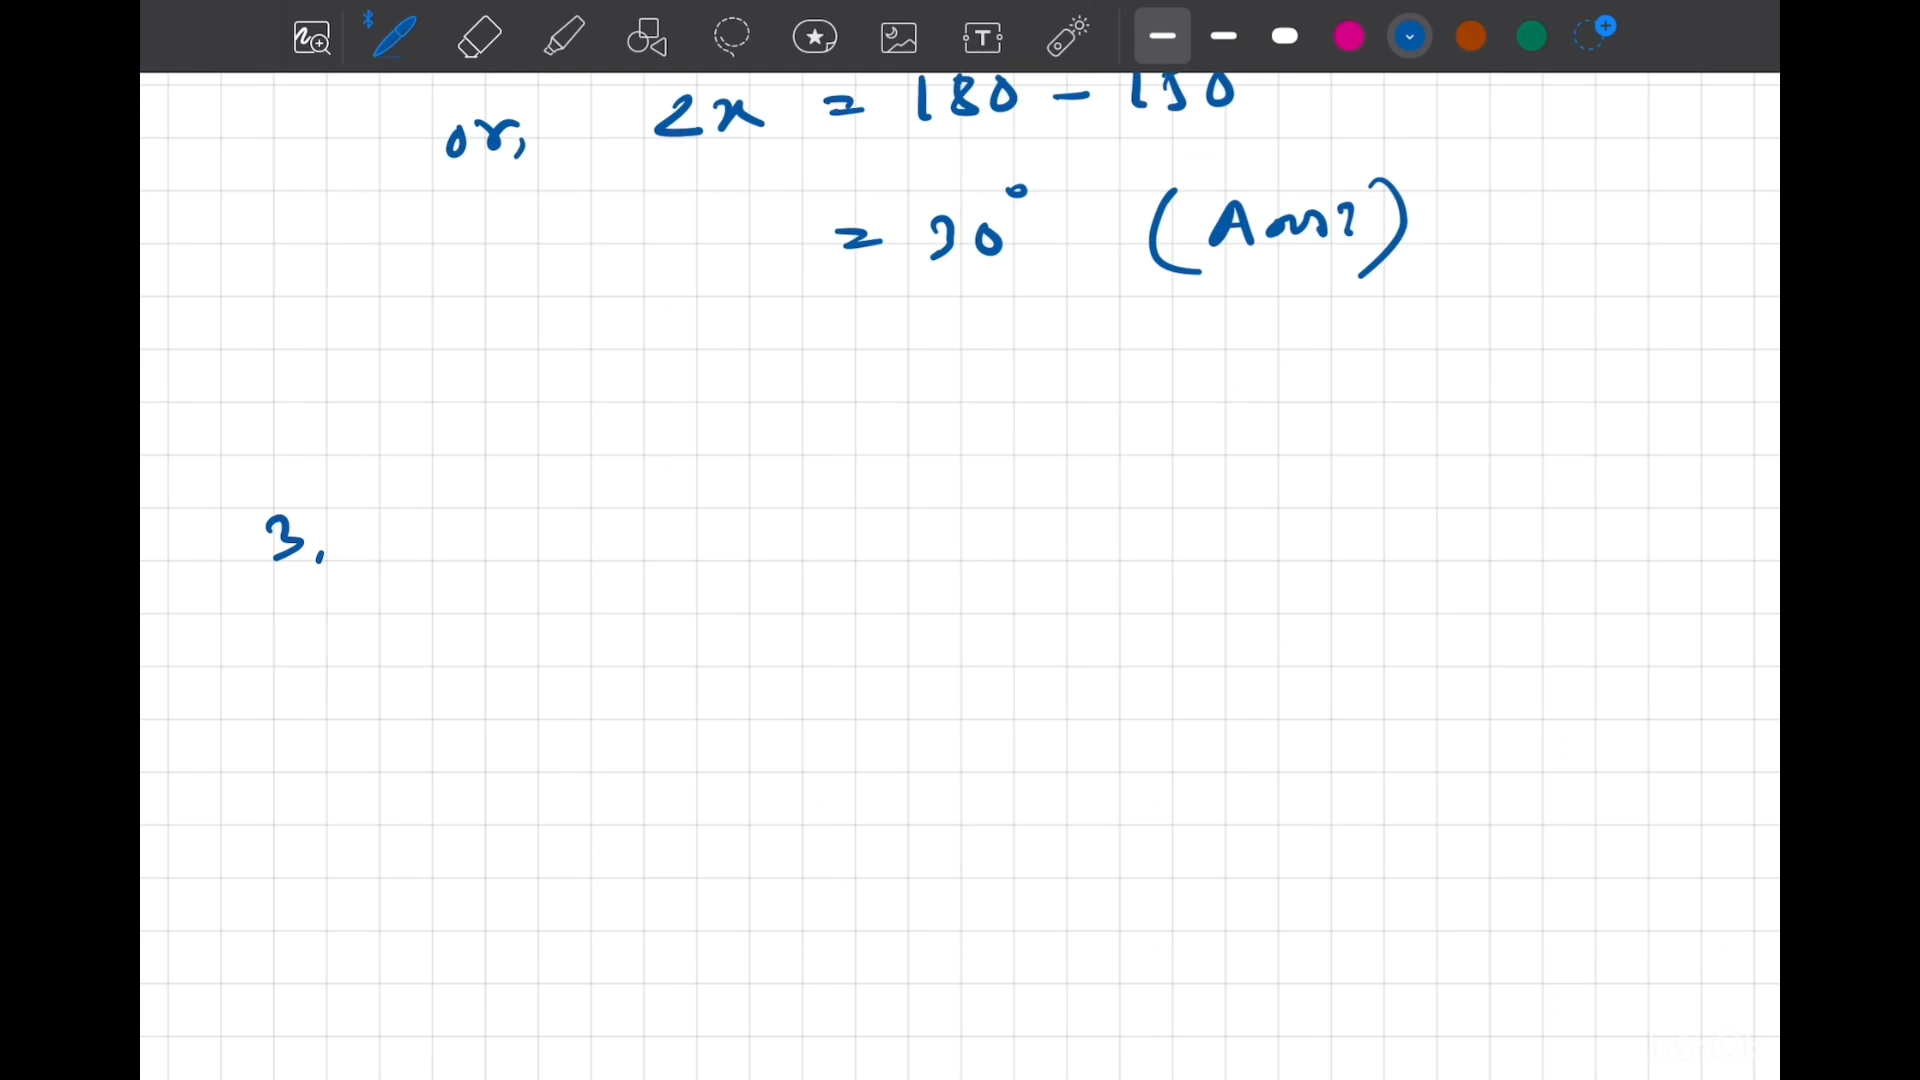 or, 2x = 180 - 150
= 30° (Ans:)
3.